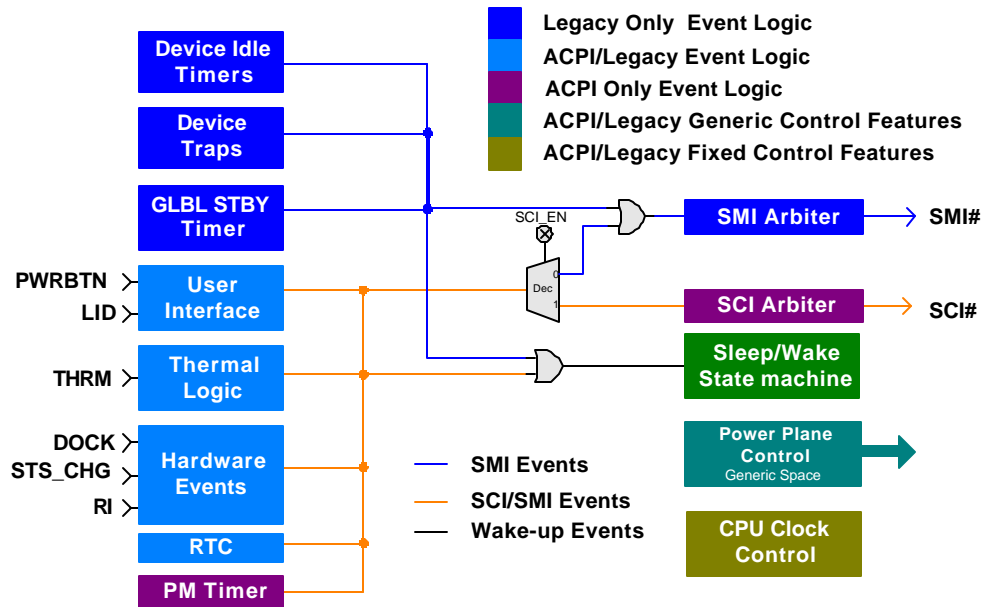 Legacy Only Event Logic
ACPI/Legacy Event Logic
ACPI Only Event Logic
ACPI/Legacy Generic Control Features
ACPI/Legacy Fixed Control Features
Device Idle
Timers
Device
Traps
GLBL STBY
Timer
PWRBTN
LID
User
Interface
THRM
Thermal
Logic
DOCK
STS_CHG
RI
Hardware
Events
RTC
PM Timer
SCI_EN
Dec
0
1
SMI Arbiter
SMI#
SCI Arbiter
SCI#
Sleep/Wake
State machine
Power Plane
Control
Generic Space
CPU Clock
Control
SMI Events
SCI/SMI Events
Wake-up Events